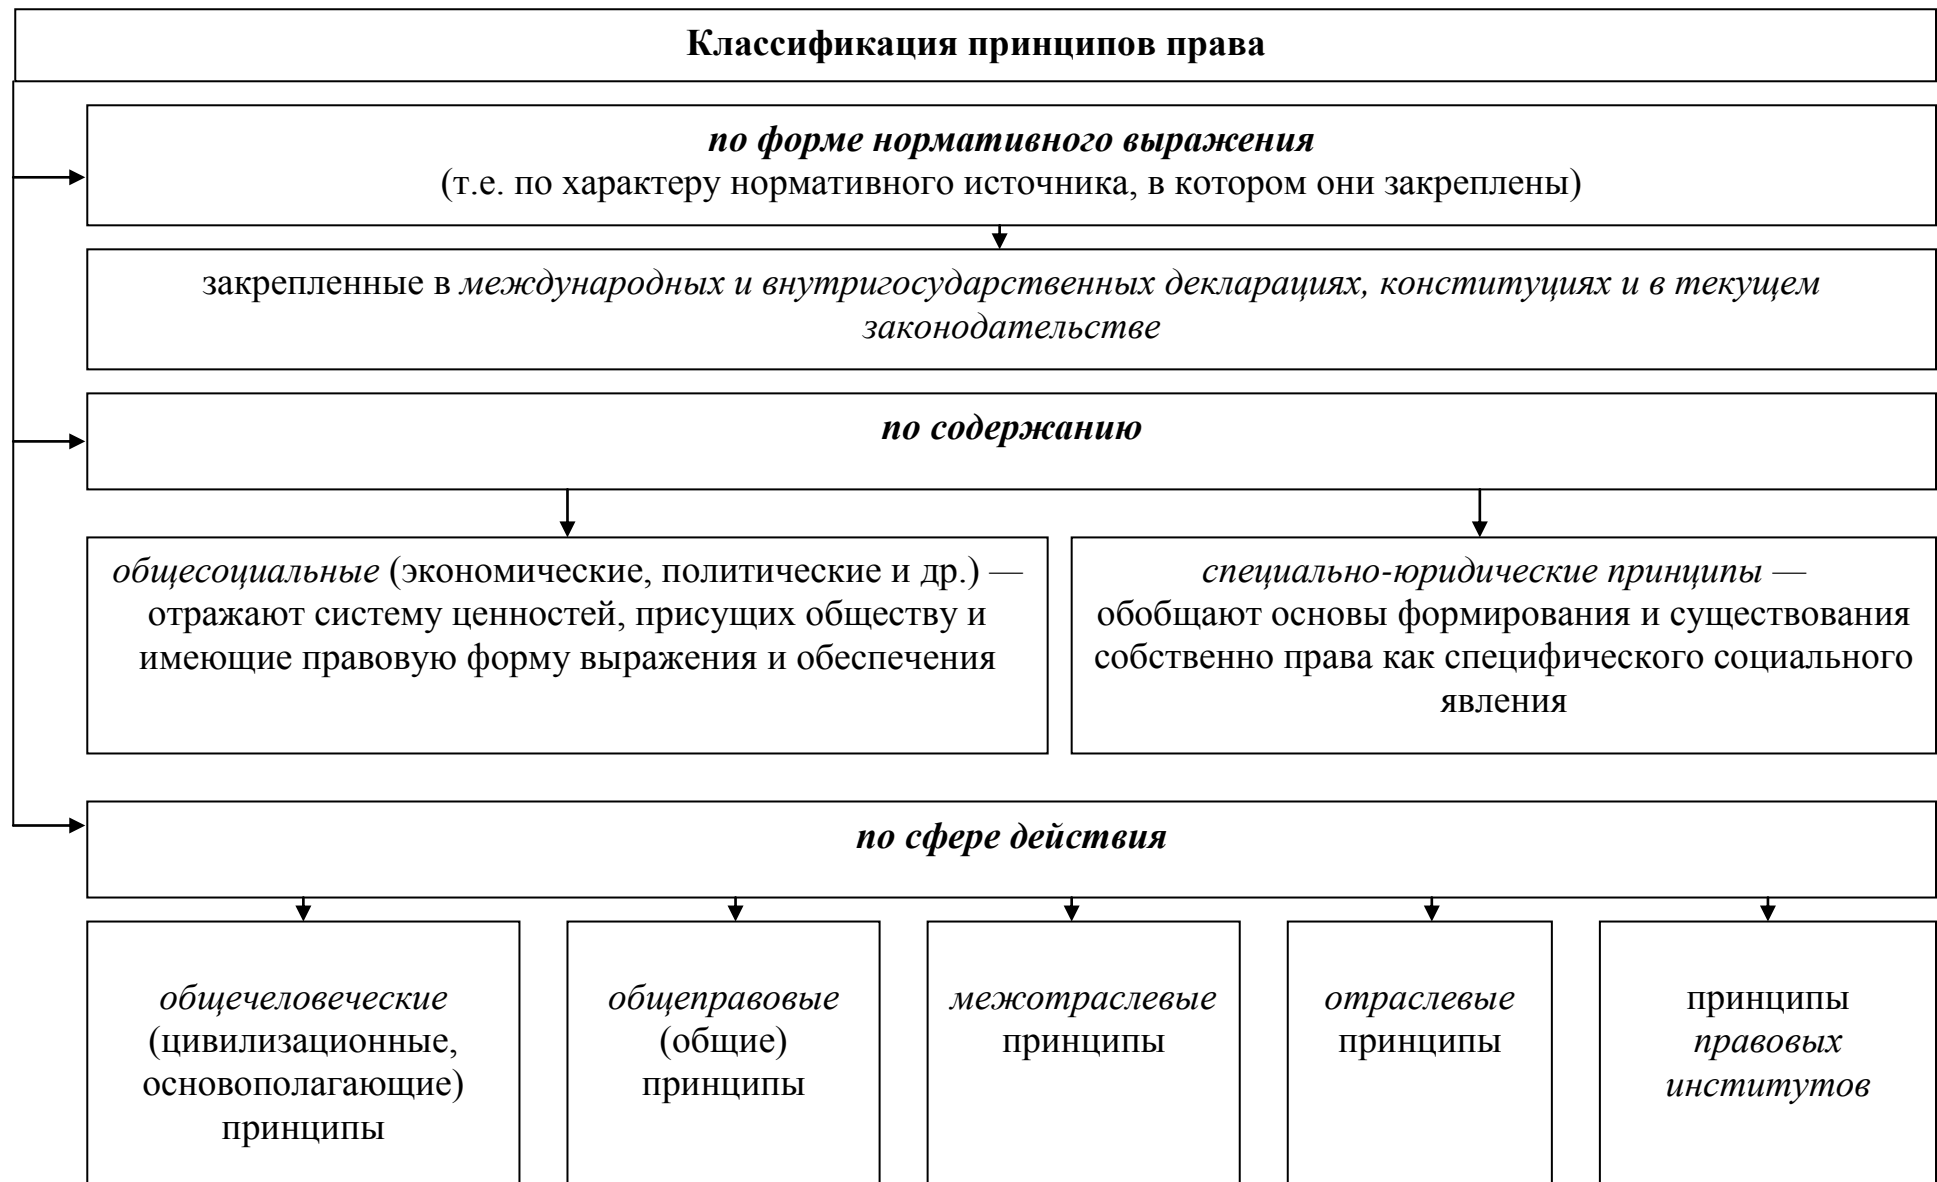 Классификация принципов права
по форме нормативного выражения
(т.е. по характеру нормативного источника, в котором они закреплены)
закрепленные в международных и внутригосударственных декларациях, конституциях и в текущем
законодательстве
по содержанию
общесоциальные (экономические, политические и др.) —
отражают систему ценностей, присущих обществу и
имеющие правовую форму выражения и обеспечения
специально-юридические принципы —
обобщают основы формирования и существования
собственно права как специфического социального
явления
по сфере действия
общечеловеческие
(цивилизационные,
основополагающие)
принципы
общеправовые
(общие)
принципы
межотраслевые
принципы
отраслевые
принципы
принципы
правовых
институтов